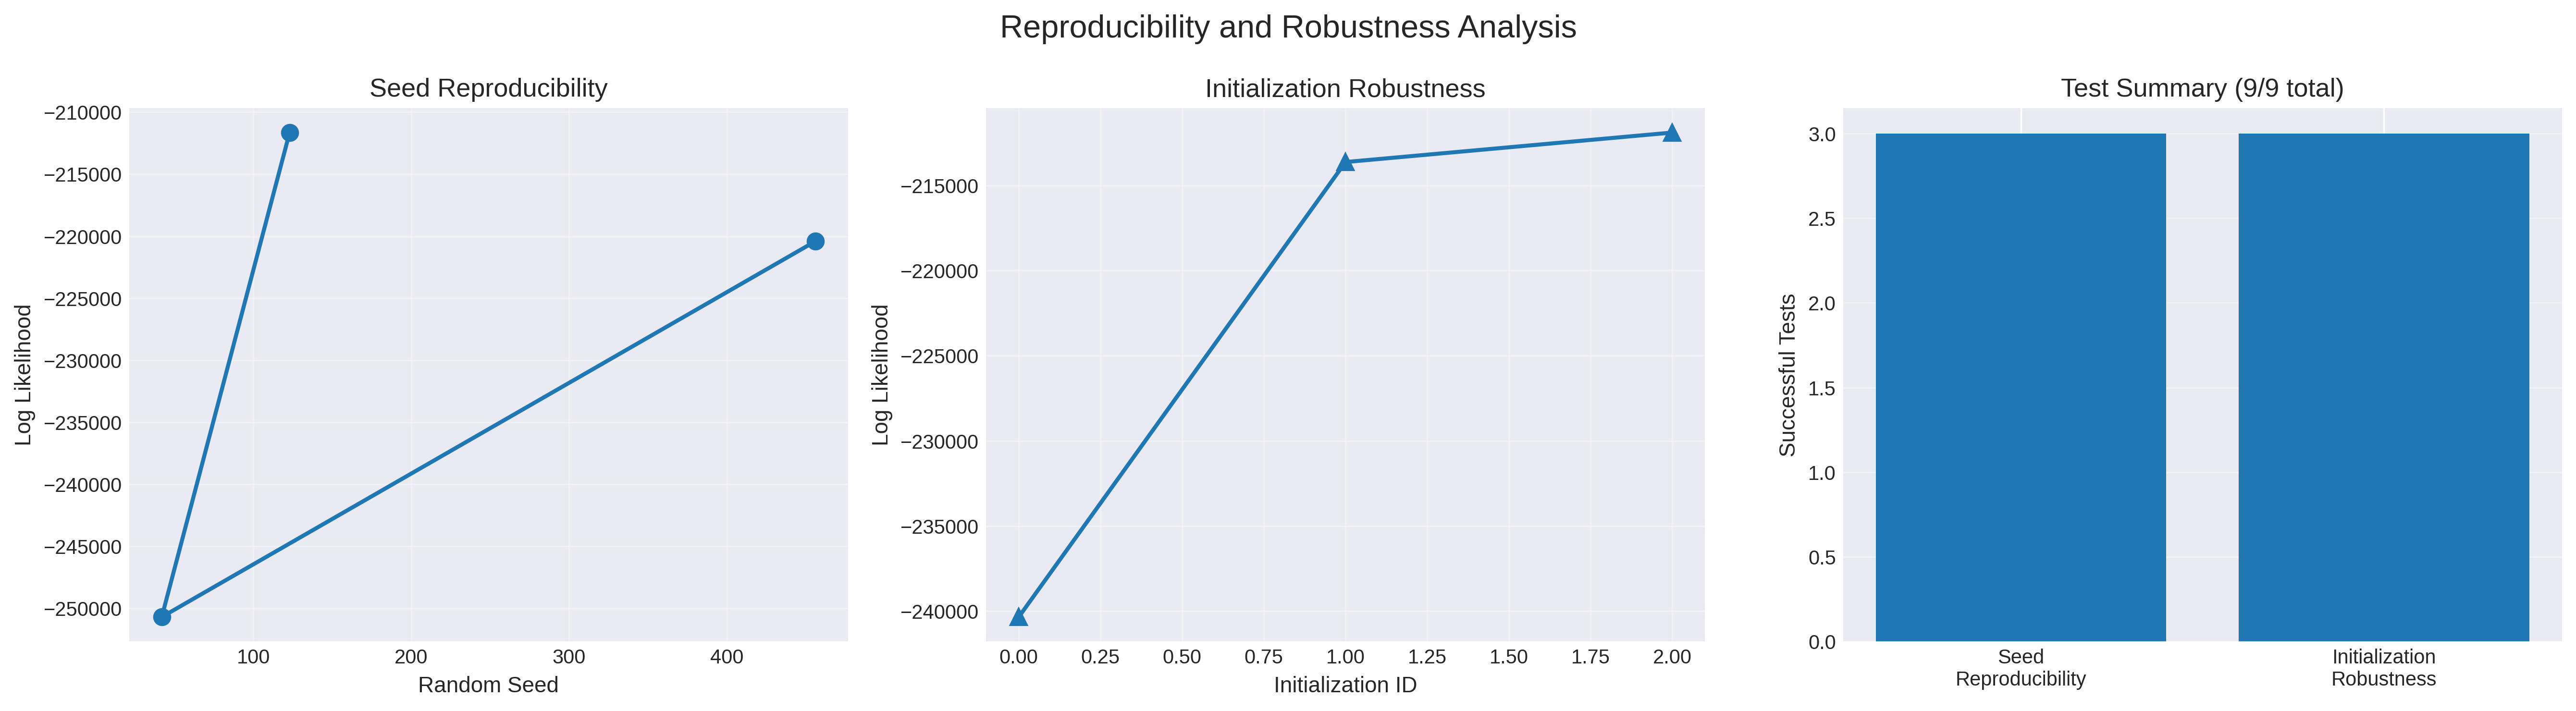 Reproducibility and Robustness Analysis
Seed Reproducibility
−210000
−215000
−220000
−225000
−230000
−235000
−240000
−245000
−250000
Log Likelihood
100 200 300 400
Random Seed
Initialization Robustness
−215000
−220000
−225000
−230000
−235000
−240000
Log Likelihood
0.00 0.25 0.50 0.75 1.00 1.25 1.50 1.75 2.00
Initialization ID
Test Summary (9/9 total)
3.0
2.5
2.0
1.5
1.0
0.5
0.0
Successful Tests
Seed
Reproducibility
Initialization
Robustness